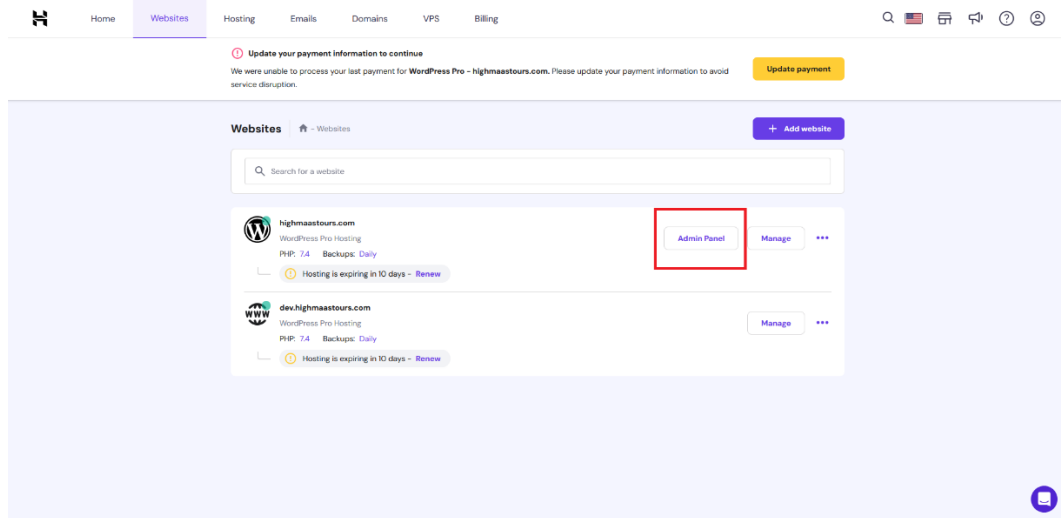 Home Websites Hosting Emails Domains VPS Billing
Update your payment information to continue
We were unable to process your last payment for WordPress Pro - highmaastours.com. Please update your payment information to avoid
service disruption.
Update payment
Websites - Websites
+ Add website
Search for a website
highmaastours.com
WordPress Pro Hosting
PHP: 7.4 Backups: Daily
Hosting is expiring in 10 days - Renew
Admin Panel Manage
WWW
dev.highmaastours.com
WordPress Pro Hosting
PHP: 7.4 Backups: Daily
Hosting is expiring in 10 days - Renew
Manage